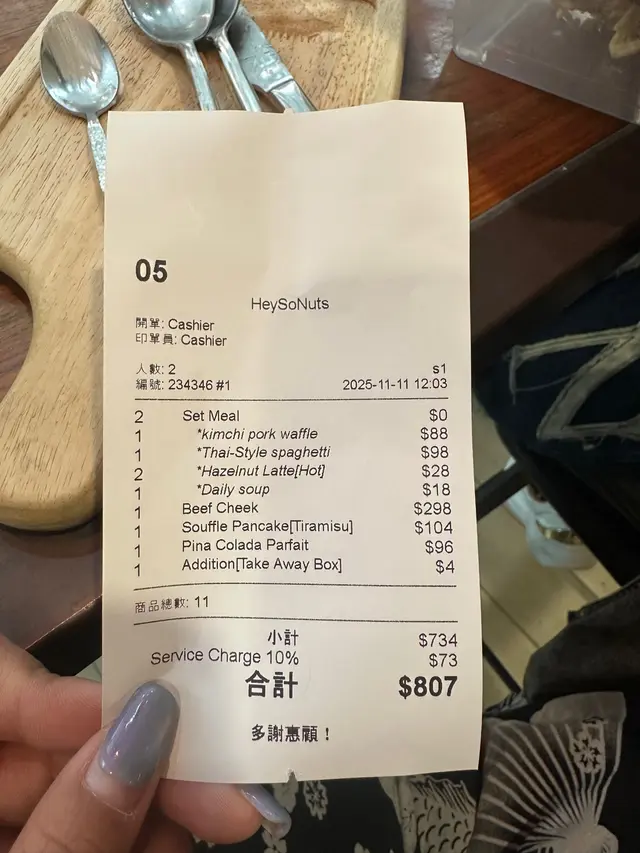 05
HeySoNuts
開單: Cashier
印單員: Cashier
人數: 2 s1
編號: 234346 #1 2025-11-11 12:03
2 Set Meal $0
1 *kimchi pork waffle $88
1 *Thai-Style spaghetti $98
2 *Hazelnut Latte[Hot] $28
1 *Daily soup $18
1 Beef Cheek $298
1 Souffle Pancake[Tiramisu] $104
1 Pina Colada Parfait $96
1 Addition[Take Away Box] $4
商品總數: 11
小計 $734
Service Charge 10% $73
合計 $807
多謝惠顧！